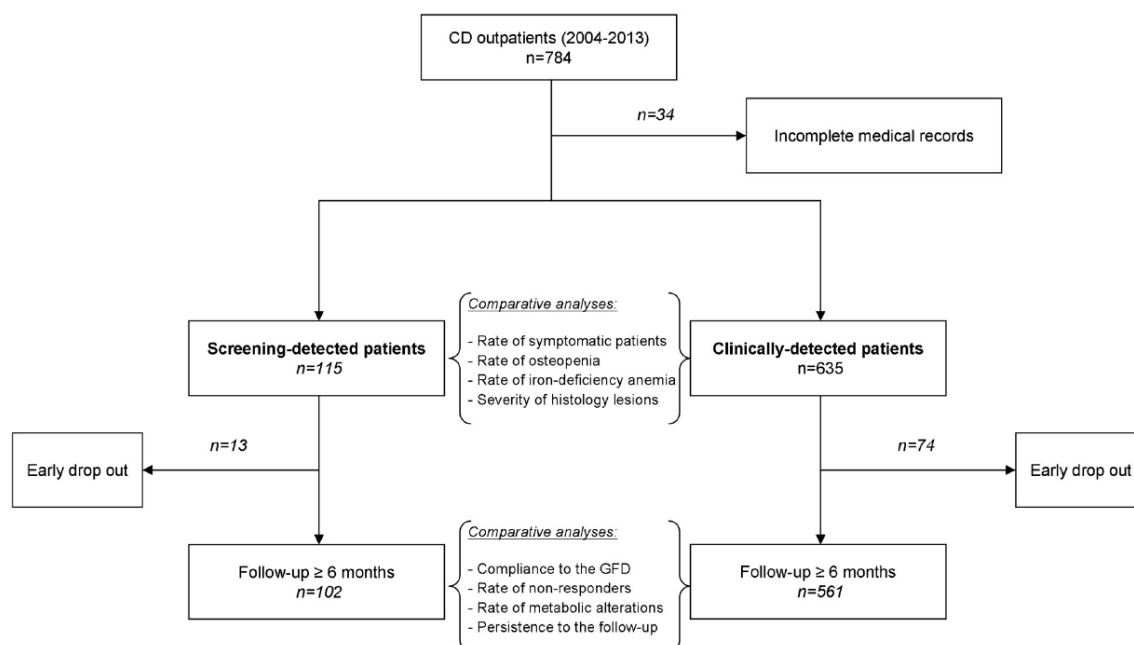 CD outpatients (2004-2013)
n=784
n=34
Incomplete medical records
Comparative analyses:
- Rate of symptomatic patients
- Rate of osteopenia
- Rate of iron-deficiency anemia
- Severity of histology lesions
Screening-detected patients
n=115
Clinically-detected patients
n=635
n=13
Early drop out
n=74
Early drop out
Comparative analyses:
- Compliance to the GFD
- Rate of non-responders
- Rate of metabolic alterations
- Persistence to the follow-up
Follow-up ≥ 6 months
n=102
Follow-up ≥ 6 months
n=561